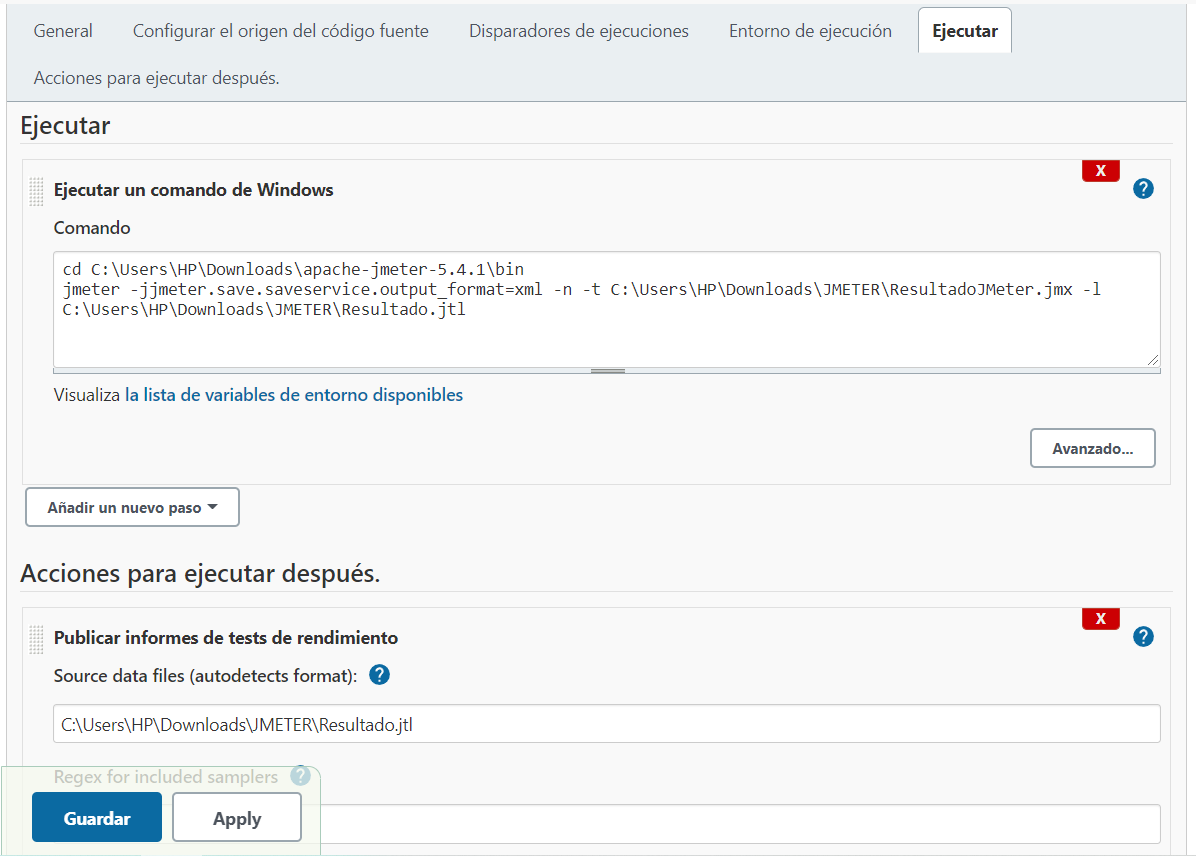 General Configurar el origen del código fuente Disparadores de ejecuciones Entorno de ejecución Ejecutar
Acciones para ejecutar después.
Ejecutar
X
Ejecutar un comando de Windows ?
Comando
cd C:\Users\HP\Downloads\apache-jmeter-5.4.1\bin
jmeter -jjmeter.save.saveservice.output_format=xml -n -t C:\Users\HP\Downloads\JMETER\ResultadoJMeter.jmx -l
C:\Users\HP\Downloads\JMETER\Resultado.jtl
Visualiza la lista de variables de entorno disponibles
Avanzado...
Añadir un nuevo paso
Acciones para ejecutar después.
X
Publicar informes de tests de rendimiento ?
Source data files (autodetects format): ?
C:\Users\HP\Downloads\JMETER\Resultado.jtl
Regex for included samplers ?
Guardar Apply